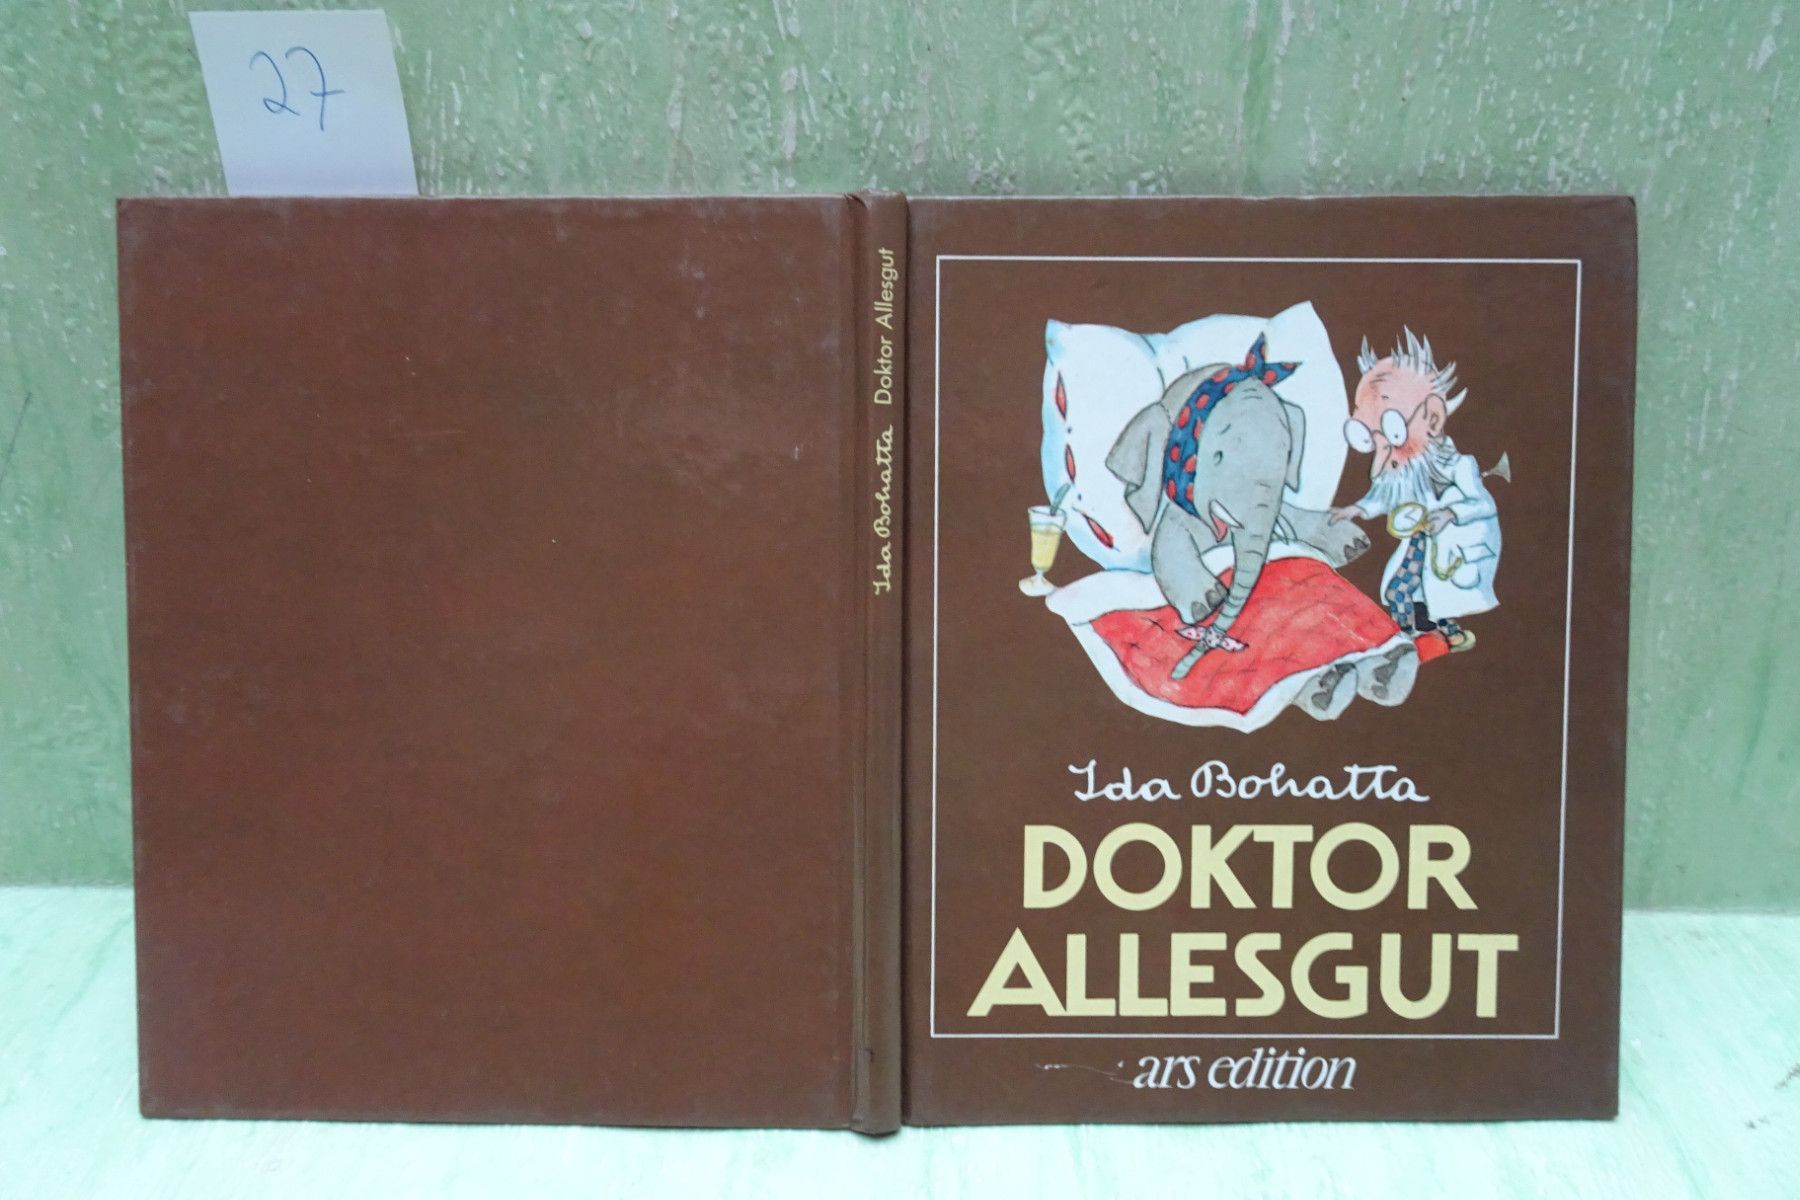 27
Ida Bohatta Doktor Allesgut
Ida Bohatta
DOKTOR
ALLESGUT
ars edition